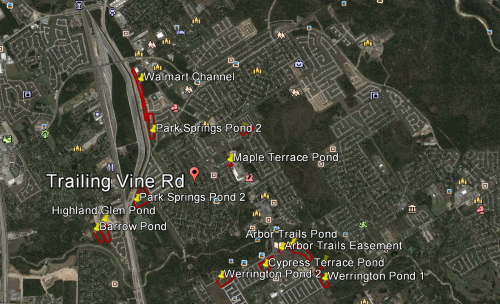 Walmart Channel
Park Springs Pond 2
Maple Terrace Pond
Trailing Vine Rd
Park Springs Pond 2
Highland Glen Pond
Barrow Pond
Arbor Trails Pond
Arbor Trails Easement
Cypress Terrace Pond
Werrington Pond 2
Werrington Pond 1